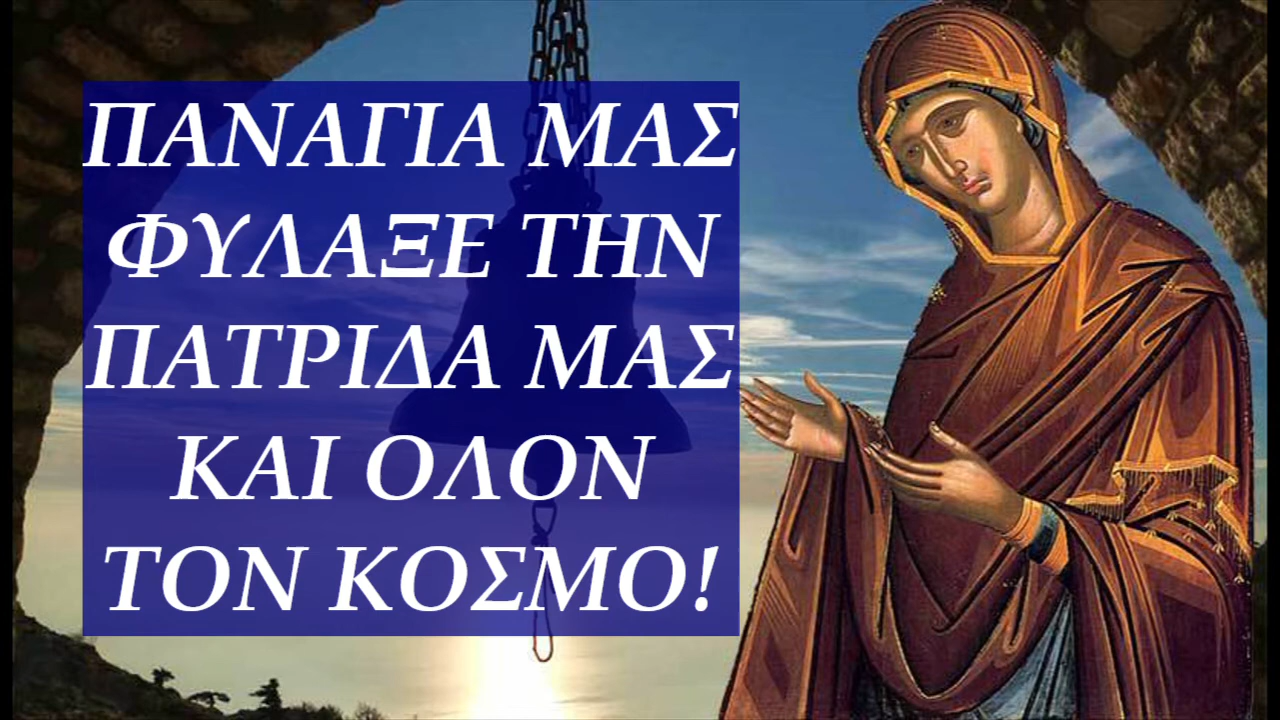 ΠΑΝΑΓΙΑ ΜΑΣ
ΦΥΛΑΞΕ ΤΗΝ
ΠΑΤΡΙΔΑ ΜΑΣ
ΚΑΙ ΟΛΟΝ
ΤΟΝ ΚΟΣΜΟ!